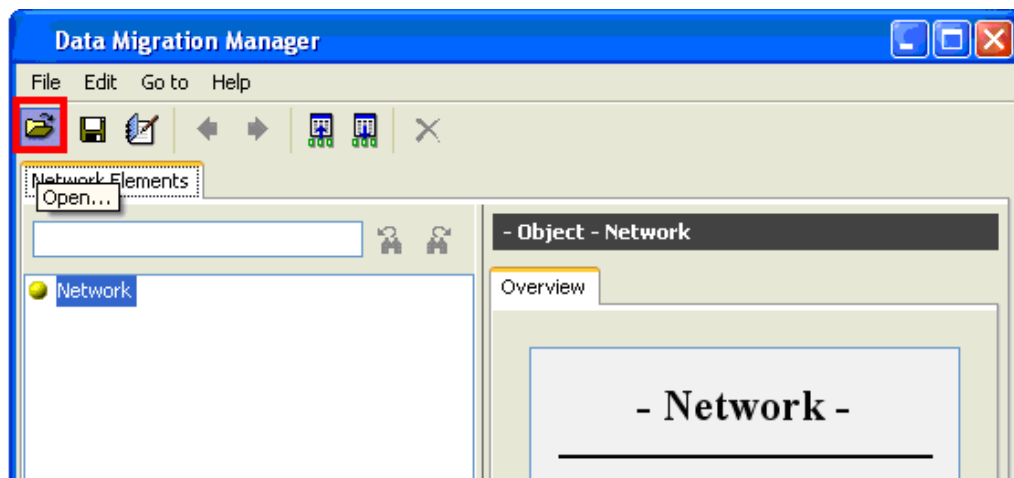 Data Migration Manager
File Edit Go to Help
Network Elements
Open...
- Object - Network
Network
Overview
- Network -